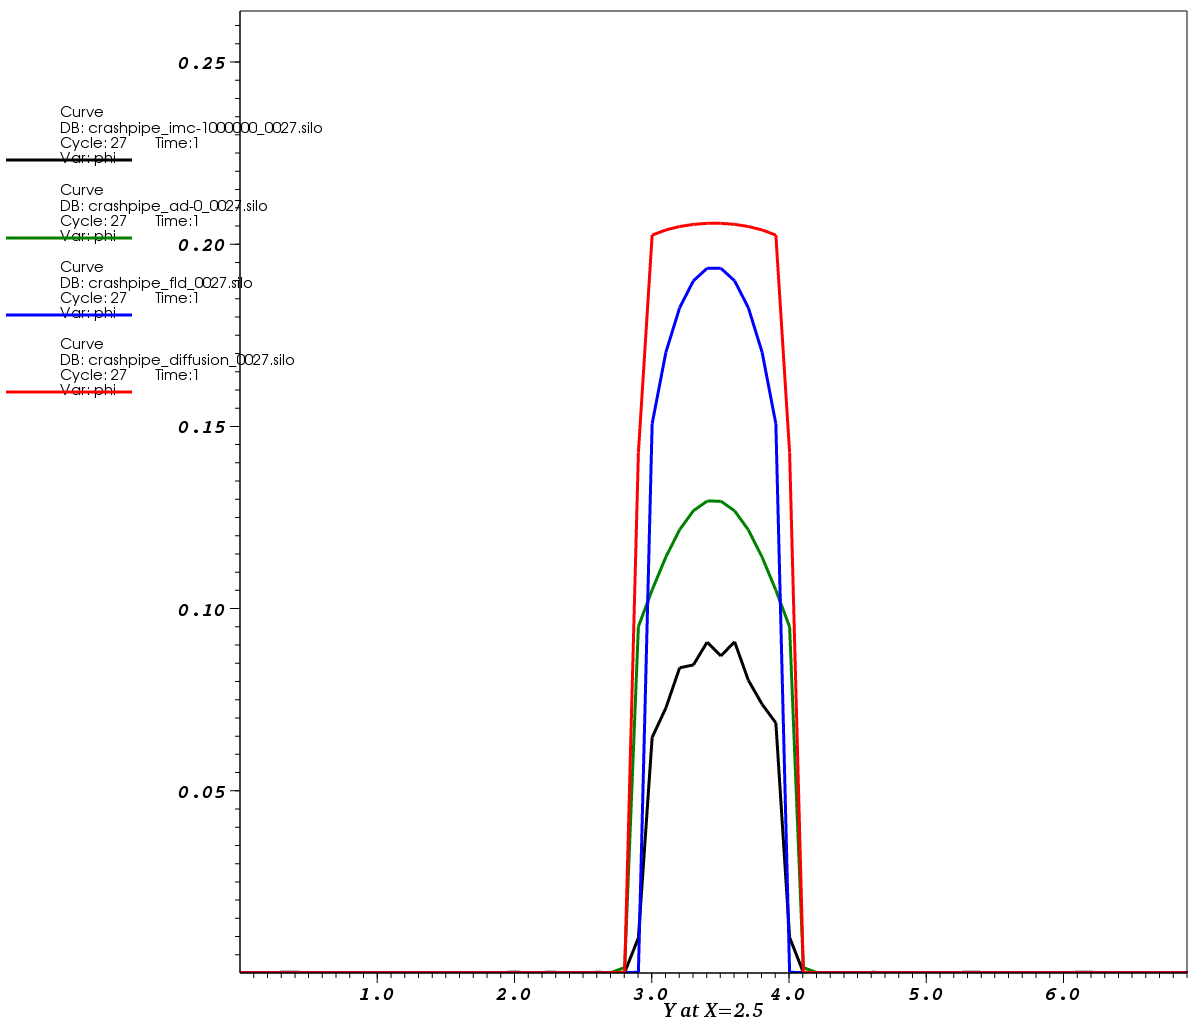 0.25
Curve
DB: crashpipe_imc-1000000_0027.silo
Cycle: 27 Time:1
Var: phi
Curve
DB: crashpipe_ad-0_0027.silo
Cycle: 27 Time:1
Var: phi
0.20
Curve
DB: crashpipe_fld_0027.silo
Cycle: 27 Time:1
Var: phi
Curve
DB: crashpipe_diffusion_0027.silo
Cycle: 27 Time:1
Var: phi
0.15
0.10
0.05
1.0 2.0 3.0 4.0 5.0 6.0
Y at X=2.5